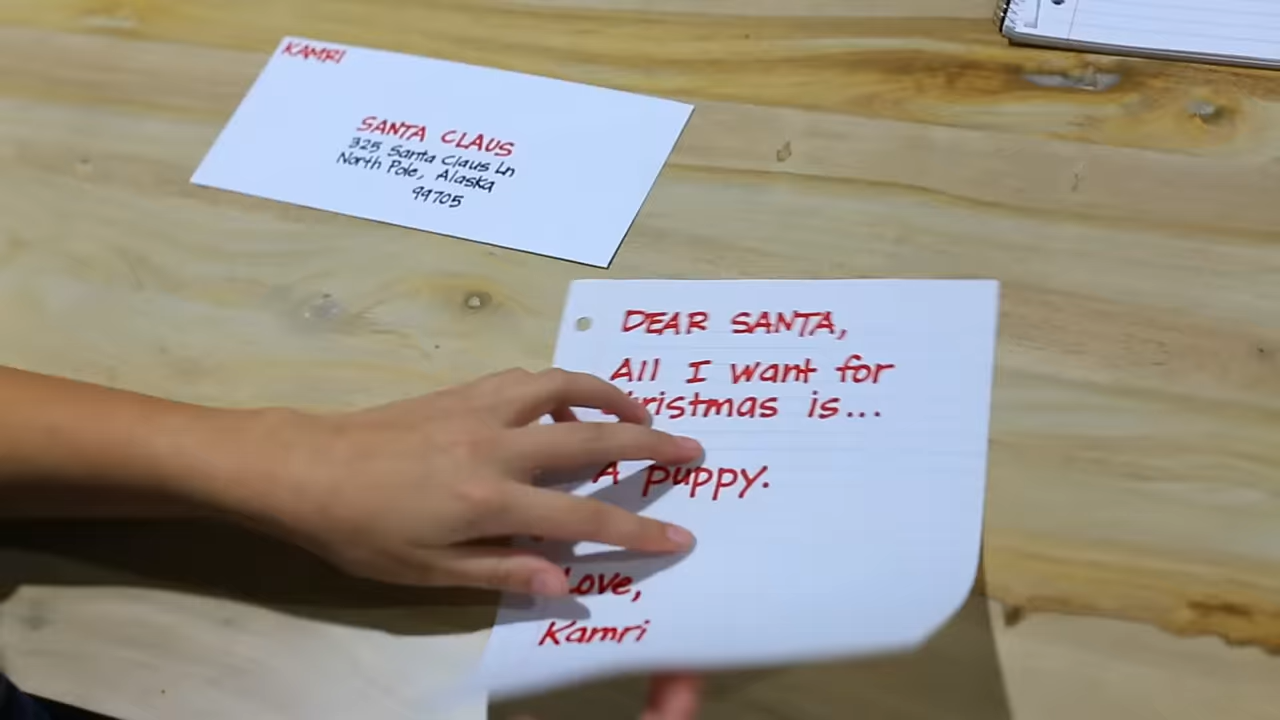 KAMRI
SANTA CLAUS
325 Santa Claus Ln
North Pole, Alaska
99705
DEAR SANTA,
All I want for
Christmas is...
A puppy.
Love,
Kamri